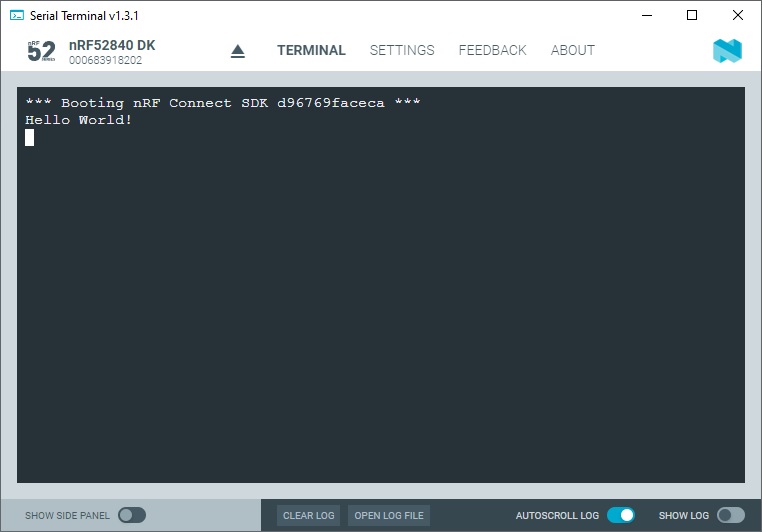 Serial Terminal v1.3.1
nRF
52
SERIES
nRF52840 DK
000683918202
TERMINAL
SETTINGS
FEEDBACK
ABOUT
*** Booting nRF Connect SDK d96769faceca ***
Hello World!
SHOW SIDE PANEL
CLEAR LOG
OPEN LOG FILE
AUTOSCROLL LOG
SHOW LOG